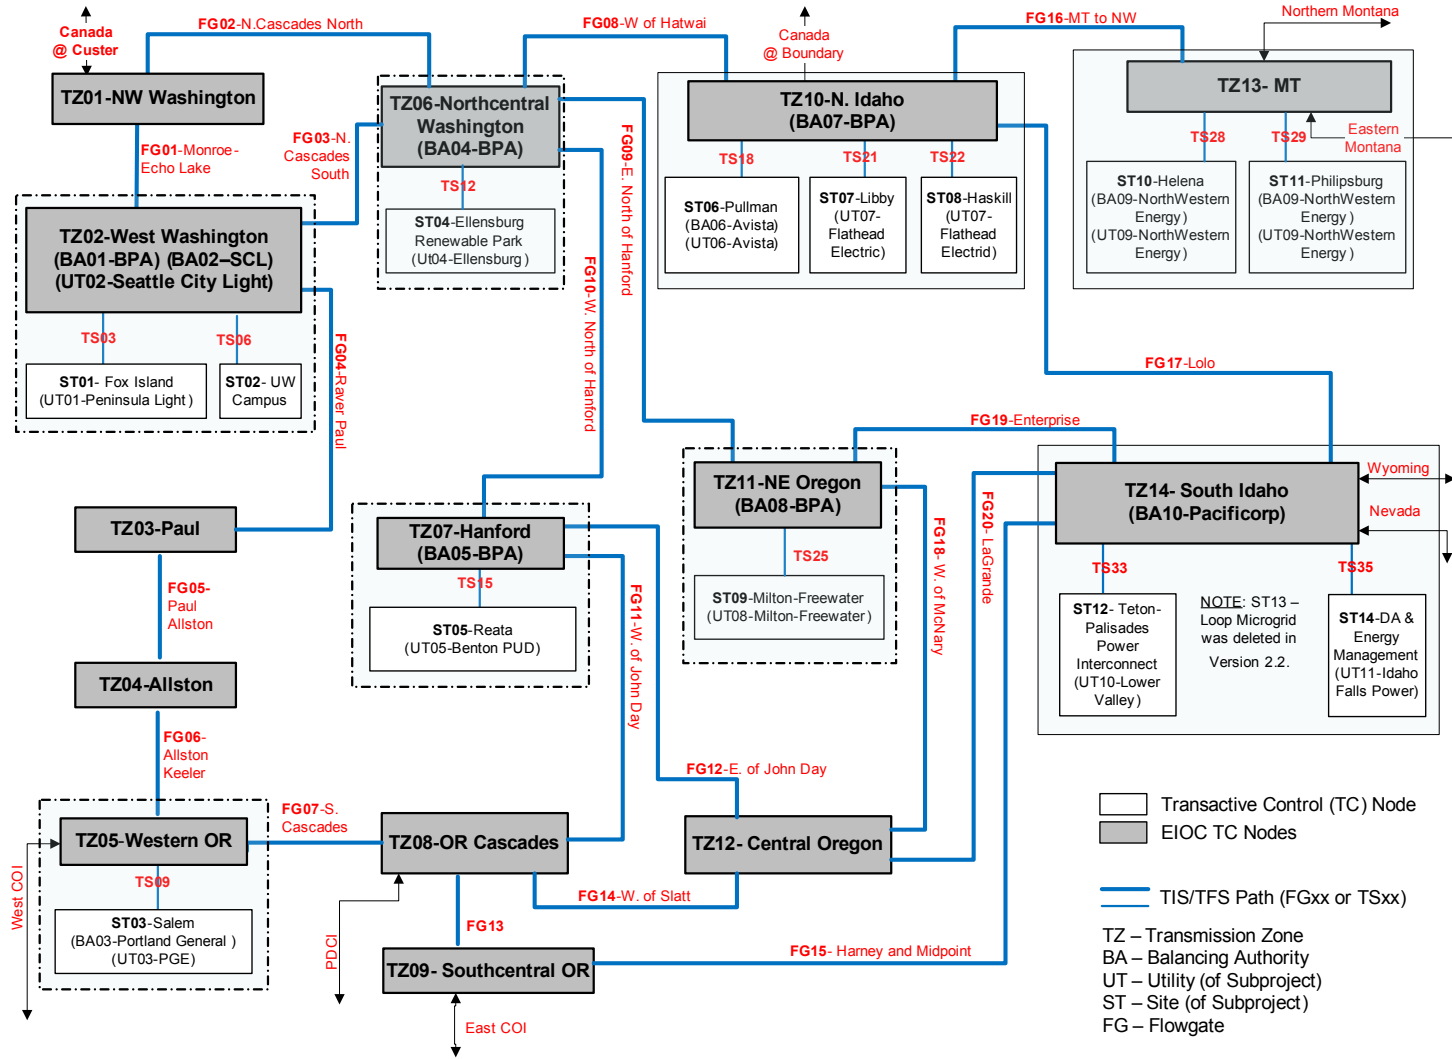 Canada
@ Custer
FG02-N.Cascades North
FG08-W of Hatwai
Canada
@ Boundary
FG16-MT to NW
Northern Montana
TZ01-NW Washington
TZ06-Northcentral
Washington
(BA04-BPA)
TZ10-N. Idaho
(BA07-BPA)
TZ13- MT
FG01-Monroe-
Echo Lake
FG03-N.
Cascades
South
TS12
TS18
TS21
TS22
TS28
TS29
Eastern
Montana
ST04-Ellensburg
Renewable Park
(Ut04-Ellensburg)
ST06-Pullman
(BA06-Avista)
(UT06-Avista)
ST07-Libby
(UT07-
Flathead
Electric)
ST08-Haskill
(UT07-
Flathead
Electrid)
ST10-Helena
(BA09-NorthWestern
Energy)
(UT09-NorthWestern
Energy)
ST11-Philipsburg
(BA09-NorthWestern
Energy)
(UT09-NorthWestern
Energy)
TZ02-West Washington
(BA01-BPA) (BA02–SCL)
(UT02-Seattle City Light)
TS03
TS06
ST01- Fox Island
(UT01-Peninsula Light)
ST02- UW
Campus
FG04-Raver Paul
FG10-W. North of Hanford
FG09-E. North of Hanford
FG17-Lolo
FG19-Enterprise
TZ03-Paul
TZ07-Hanford
(BA05-BPA)
TS15
ST05-Reata
(UT05-Benton PUD)
TZ11-NE Oregon
(BA08-BPA)
TS25
ST09-Milton-Freewater
(UT08-Milton-Freewater)
TZ14- South Idaho
(BA10-Pacificorp)
Wyoming
Nevada
TS33
TS35
ST12- Teton-
Palisades
Power
Interconnect
(UT10-Lower
Valley)
NOTE: ST13 –
Loop Microgrid
was deleted in
Version 2.2.
ST14-DA &
Energy
Management
(UT11-Idaho
Falls Power)
FG05-
Paul
Allston
FG11-W. of John Day
FG18- W. of McNary
FG20- LaGrande
TZ04-Allston
FG06-
Allston
Keeler
FG12-E. of John Day
FG07-S.
Cascades
TZ05-Western OR
TZ08-OR Cascades
TZ12- Central Oregon
TS09
ST03-Salem
(BA03-Portland General)
(UT03-PGE)
West COI
PDCI
FG14-W. of Slatt
FG13
TZ09- Southcentral OR
FG15- Harney and Midpoint
East COI
Transactive Control (TC) Node
EIOC TC Nodes
TIS/TFS Path (FGxx or TSxx)
TZ – Transmission Zone
BA – Balancing Authority
UT – Utility (of Subproject)
ST – Site (of Subproject)
FG – Flowgate